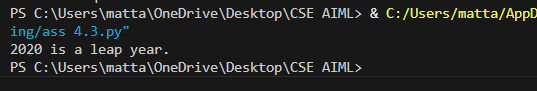 PS C:\Users\matta\OneDrive\Desktop\CSE AIML> & C:/Users/matta/AppD
ing/ass 4.3.py"
2020 is a leap year.
PS C:\Users\matta\OneDrive\Desktop\CSE AIML>